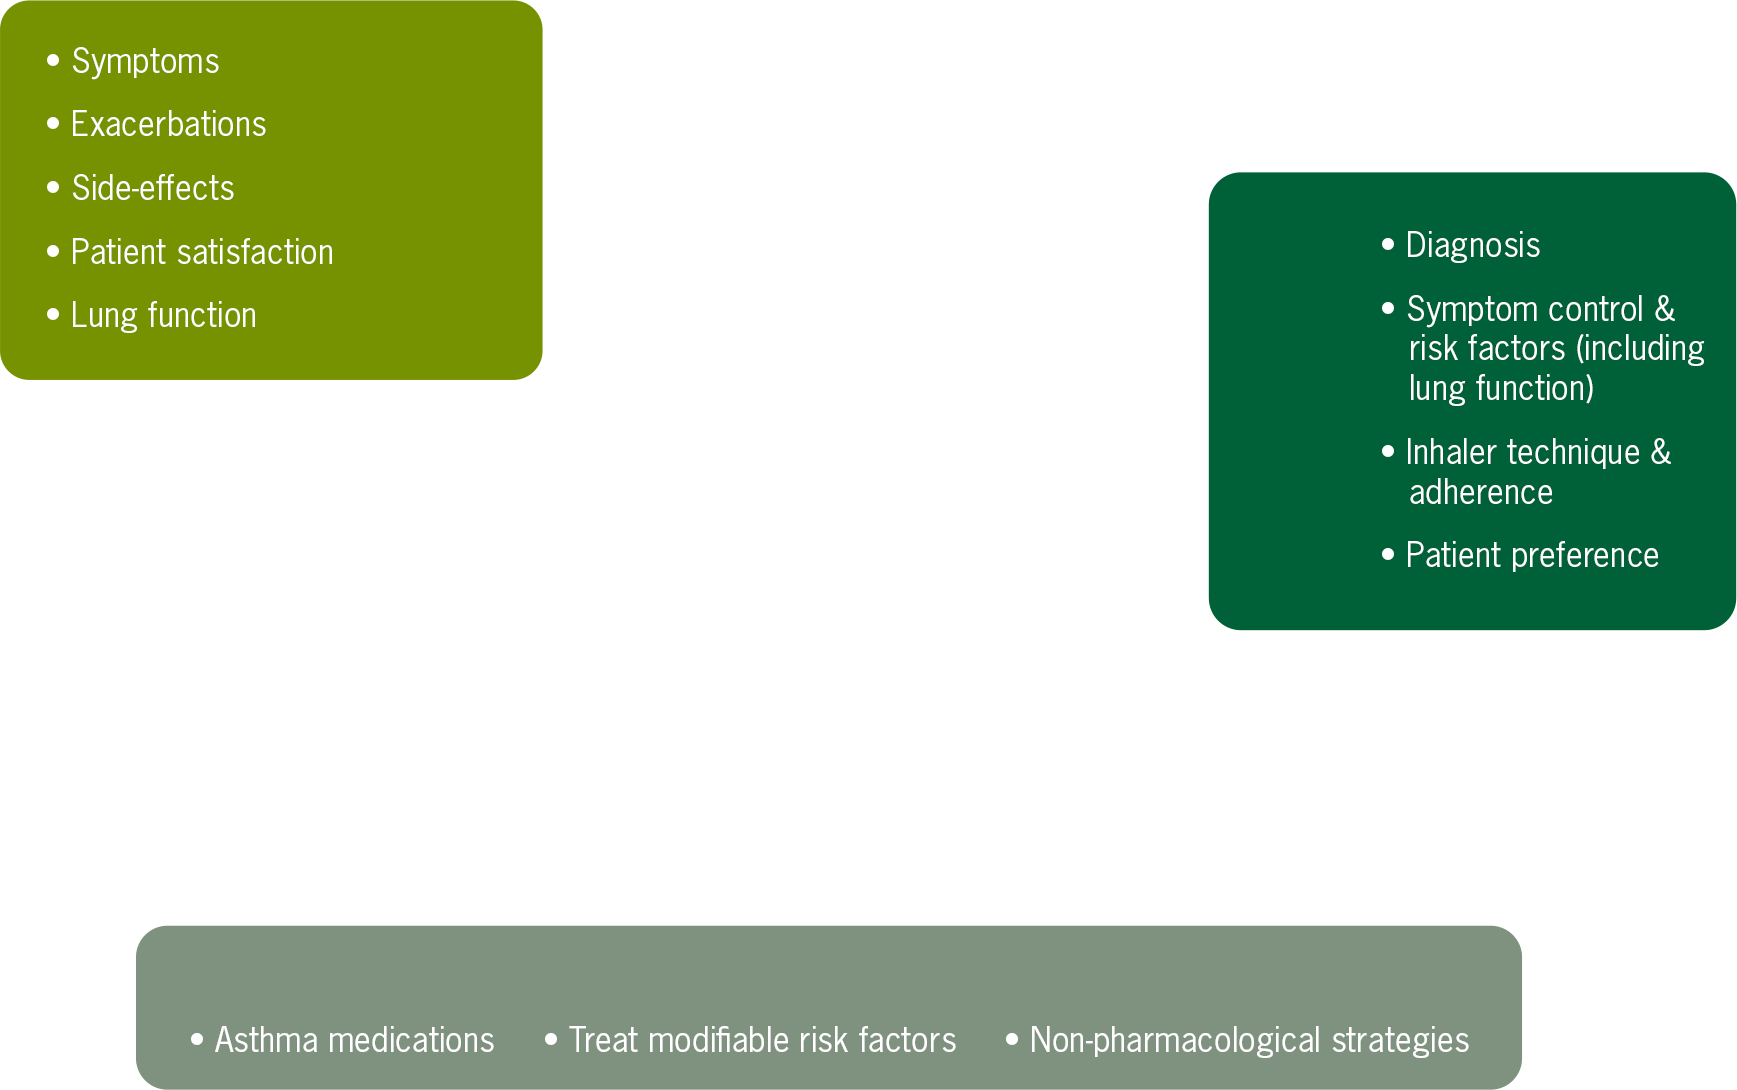 • Symptoms
• Exacerbations
• Side-effects
• Patient satisfaction
• Lung function
• Diagnosis
• Symptom control &
risk factors (including
lung function)
• Inhaler technique &
adherence
• Patient preference
• Asthma medications • Treat modifiable risk factors • Non-pharmacological strategies